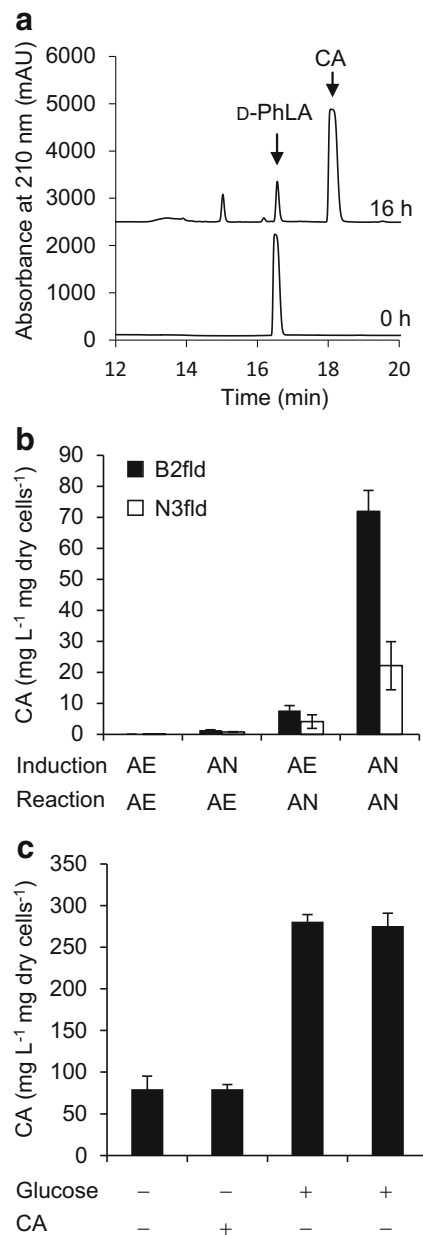 a
Absorbance at 210 nm (mAU)
6000
5000
4000
3000
2000
1000
0
CA
D-PhLA
16 h
0 h
12 14 16 18 20
Time (min)
b
CA (mg L-1 mg dry cells-1)
90
80
70
60
50
40
30
20
10
0
B2fld
N3fld
Induction AE AN AE AN
Reaction AE AE AN AN
c
CA (mg L-1 mg dry cells-1)
350
300
250
200
150
100
50
0
Glucose – – + +
CA – + – +